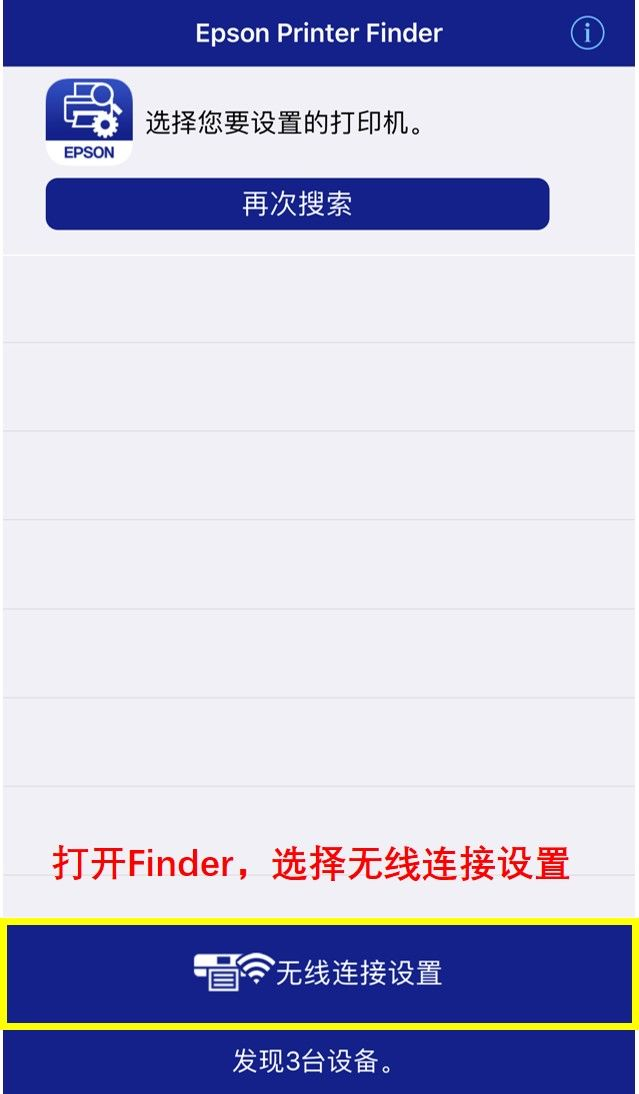 Epson Printer Finder
i
选择您要设置的打印机。
EPSON
再次搜索
打开Finder，选择无线连接设置
无线连接设置
发现3台设备。